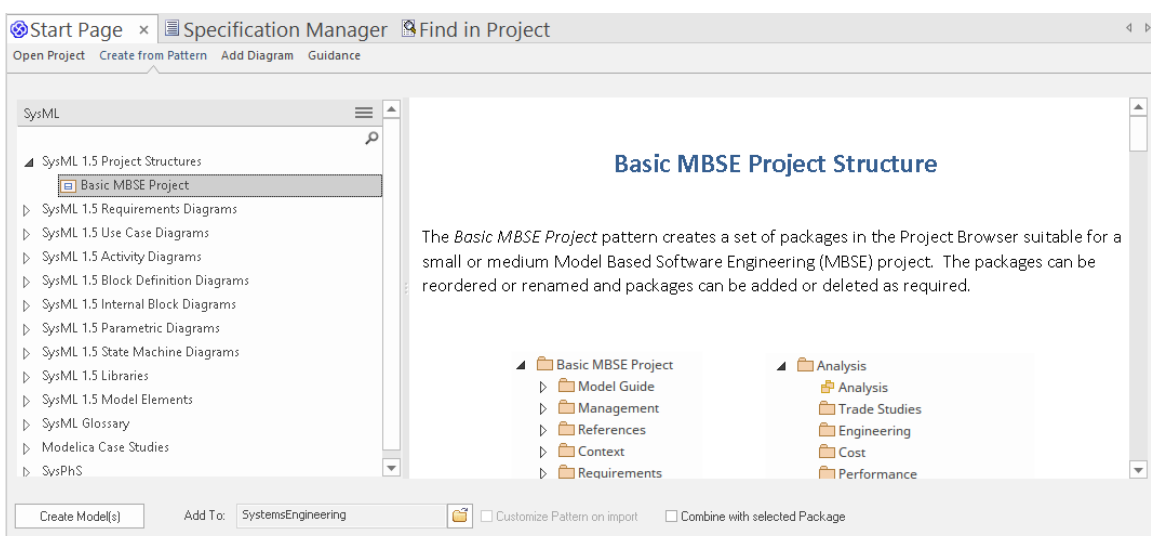 Start Page × Specification Manager Find in Project
Open Project Create from Pattern Add Diagram Guidance
SysML
SysML 1.5 Project Structures
Basic MBSE Project
SysML 1.5 Requirements Diagrams
SysML 1.5 Use Case Diagrams
SysML 1.5 Activity Diagrams
SysML 1.5 Block Definition Diagrams
SysML 1.5 Internal Block Diagrams
SysML 1.5 Parametric Diagrams
SysML 1.5 State Machine Diagrams
SysML 1.5 Libraries
SysML 1.5 Model Elements
SysML Glossary
Modelica Case Studies
SysPhS
Basic MBSE Project Structure
The Basic MBSE Project pattern creates a set of packages in the Project Browser suitable for a
small or medium Model Based Software Engineering (MBSE) project. The packages can be
reordered or renamed and packages can be added or deleted as required.
Basic MBSE Project
Model Guide
Management
References
Context
Requirements
Analysis
Analysis
Trade Studies
Engineering
Cost
Performance
Create Model(s) Add To: SystemsEngineering Customize Pattern on import Combine with selected Package